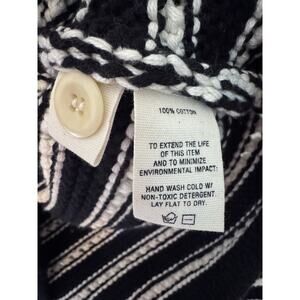 100% COTTON
TO EXTEND THE LIFE
OF THIS ITEM
AND TO MINIMIZE
ENVIRONMENTAL IMPACT:
HAND WASH COLD W/
NON-TOXIC DETERGENT.
LAY FLAT TO DRY.